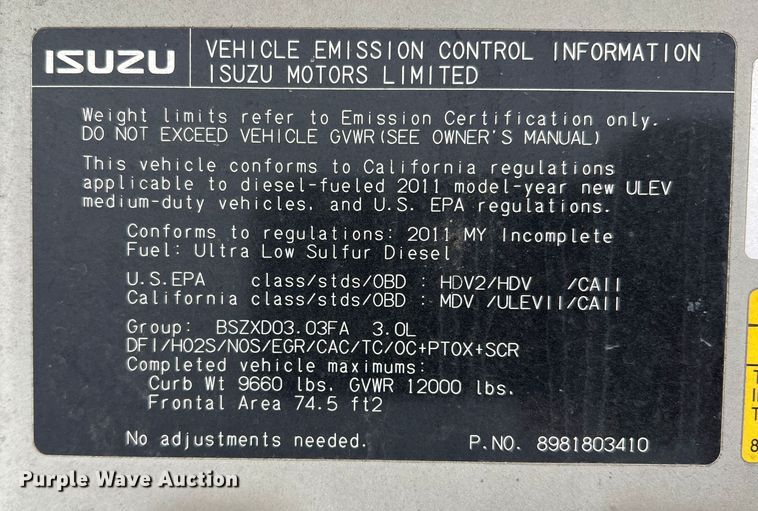 ISUZU
VEHICLE EMISSION CONTROL INFORMATION
ISUZU MOTORS LIMITED
Weight limits refer to Emission Certification only.
DO NOT EXCEED VEHICLE GVWR(SEE OWNER'S MANUAL)
This vehicle conforms to California regulations
applicable to diesel-fueled 2011 model-year new ULEV
medium-duty vehicles, and U.S. EPA regulations.
Conforms to regulations: 2011 MY Incomplete
Fuel: Ultra Low Sulfur Diesel
U.S.EPA class/stds/OBD : HDV2/HDV /CAII
California class/stds/OBD : MDV /ULEVII/CAII
Group: BSZXD03.03FA 3.0L
DFI/HO2S/NOS/EGR/CAC/TC/OC+PTOX+SCR
Completed vehicle maximums:
Curb Wt 9660 lbs. GVWR 12000 lbs.
Frontal Area 74.5 ft2
No adjustments needed. P.NO. 8981803410
Purple Wave Auction